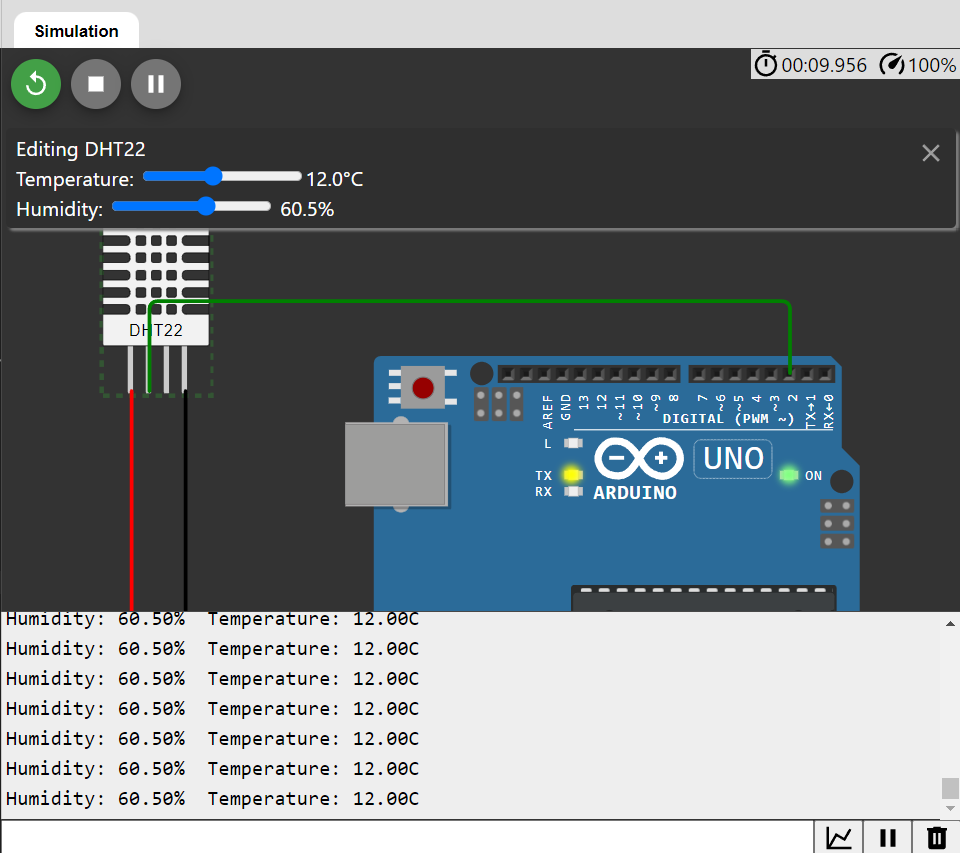 Simulation
00:09.956 100%
Editing DHT22
Temperature: 12.0°C
Humidity: 60.5%
DHT22
AREF
GND
13
12
~11
~10
~9
8
7
~6
~5
4
~3
2
TX→1
RX←0
DIGITAL (PWM ~)
L
TX
RX
UNO
ON
ARDUINO
Humidity: 60.50%  Temperature: 12.00C
Humidity: 60.50%  Temperature: 12.00C
Humidity: 60.50%  Temperature: 12.00C
Humidity: 60.50%  Temperature: 12.00C
Humidity: 60.50%  Temperature: 12.00C
Humidity: 60.50%  Temperature: 12.00C
Humidity: 60.50%  Temperature: 12.00C